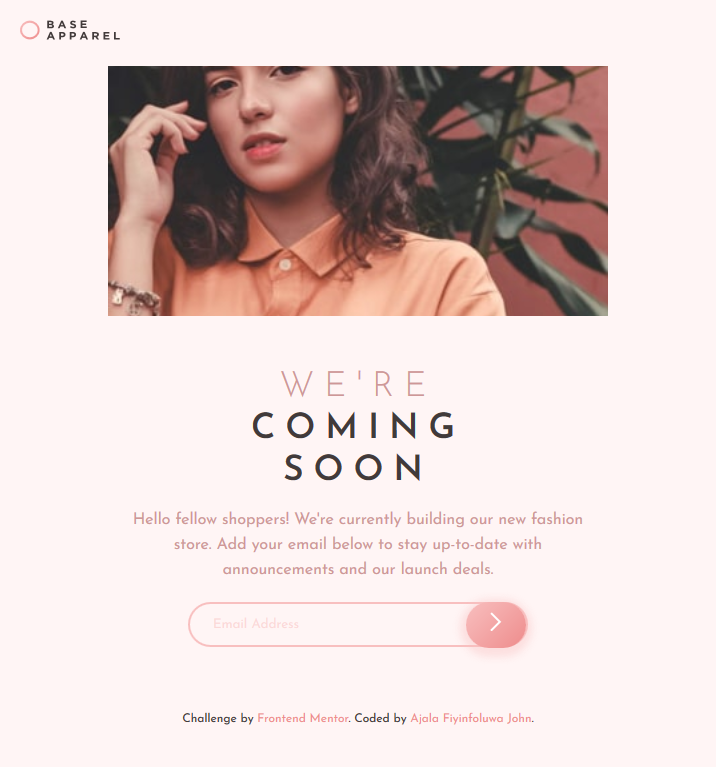 BASE
APPAREL
WE'RE
COMING
SOON
Hello fellow shoppers! We're currently building our new fashion
store. Add your email below to stay up-to-date with
announcements and our launch deals.
Email Address
Challenge by Frontend Mentor. Coded by Ajala Fiyinfoluwa John.